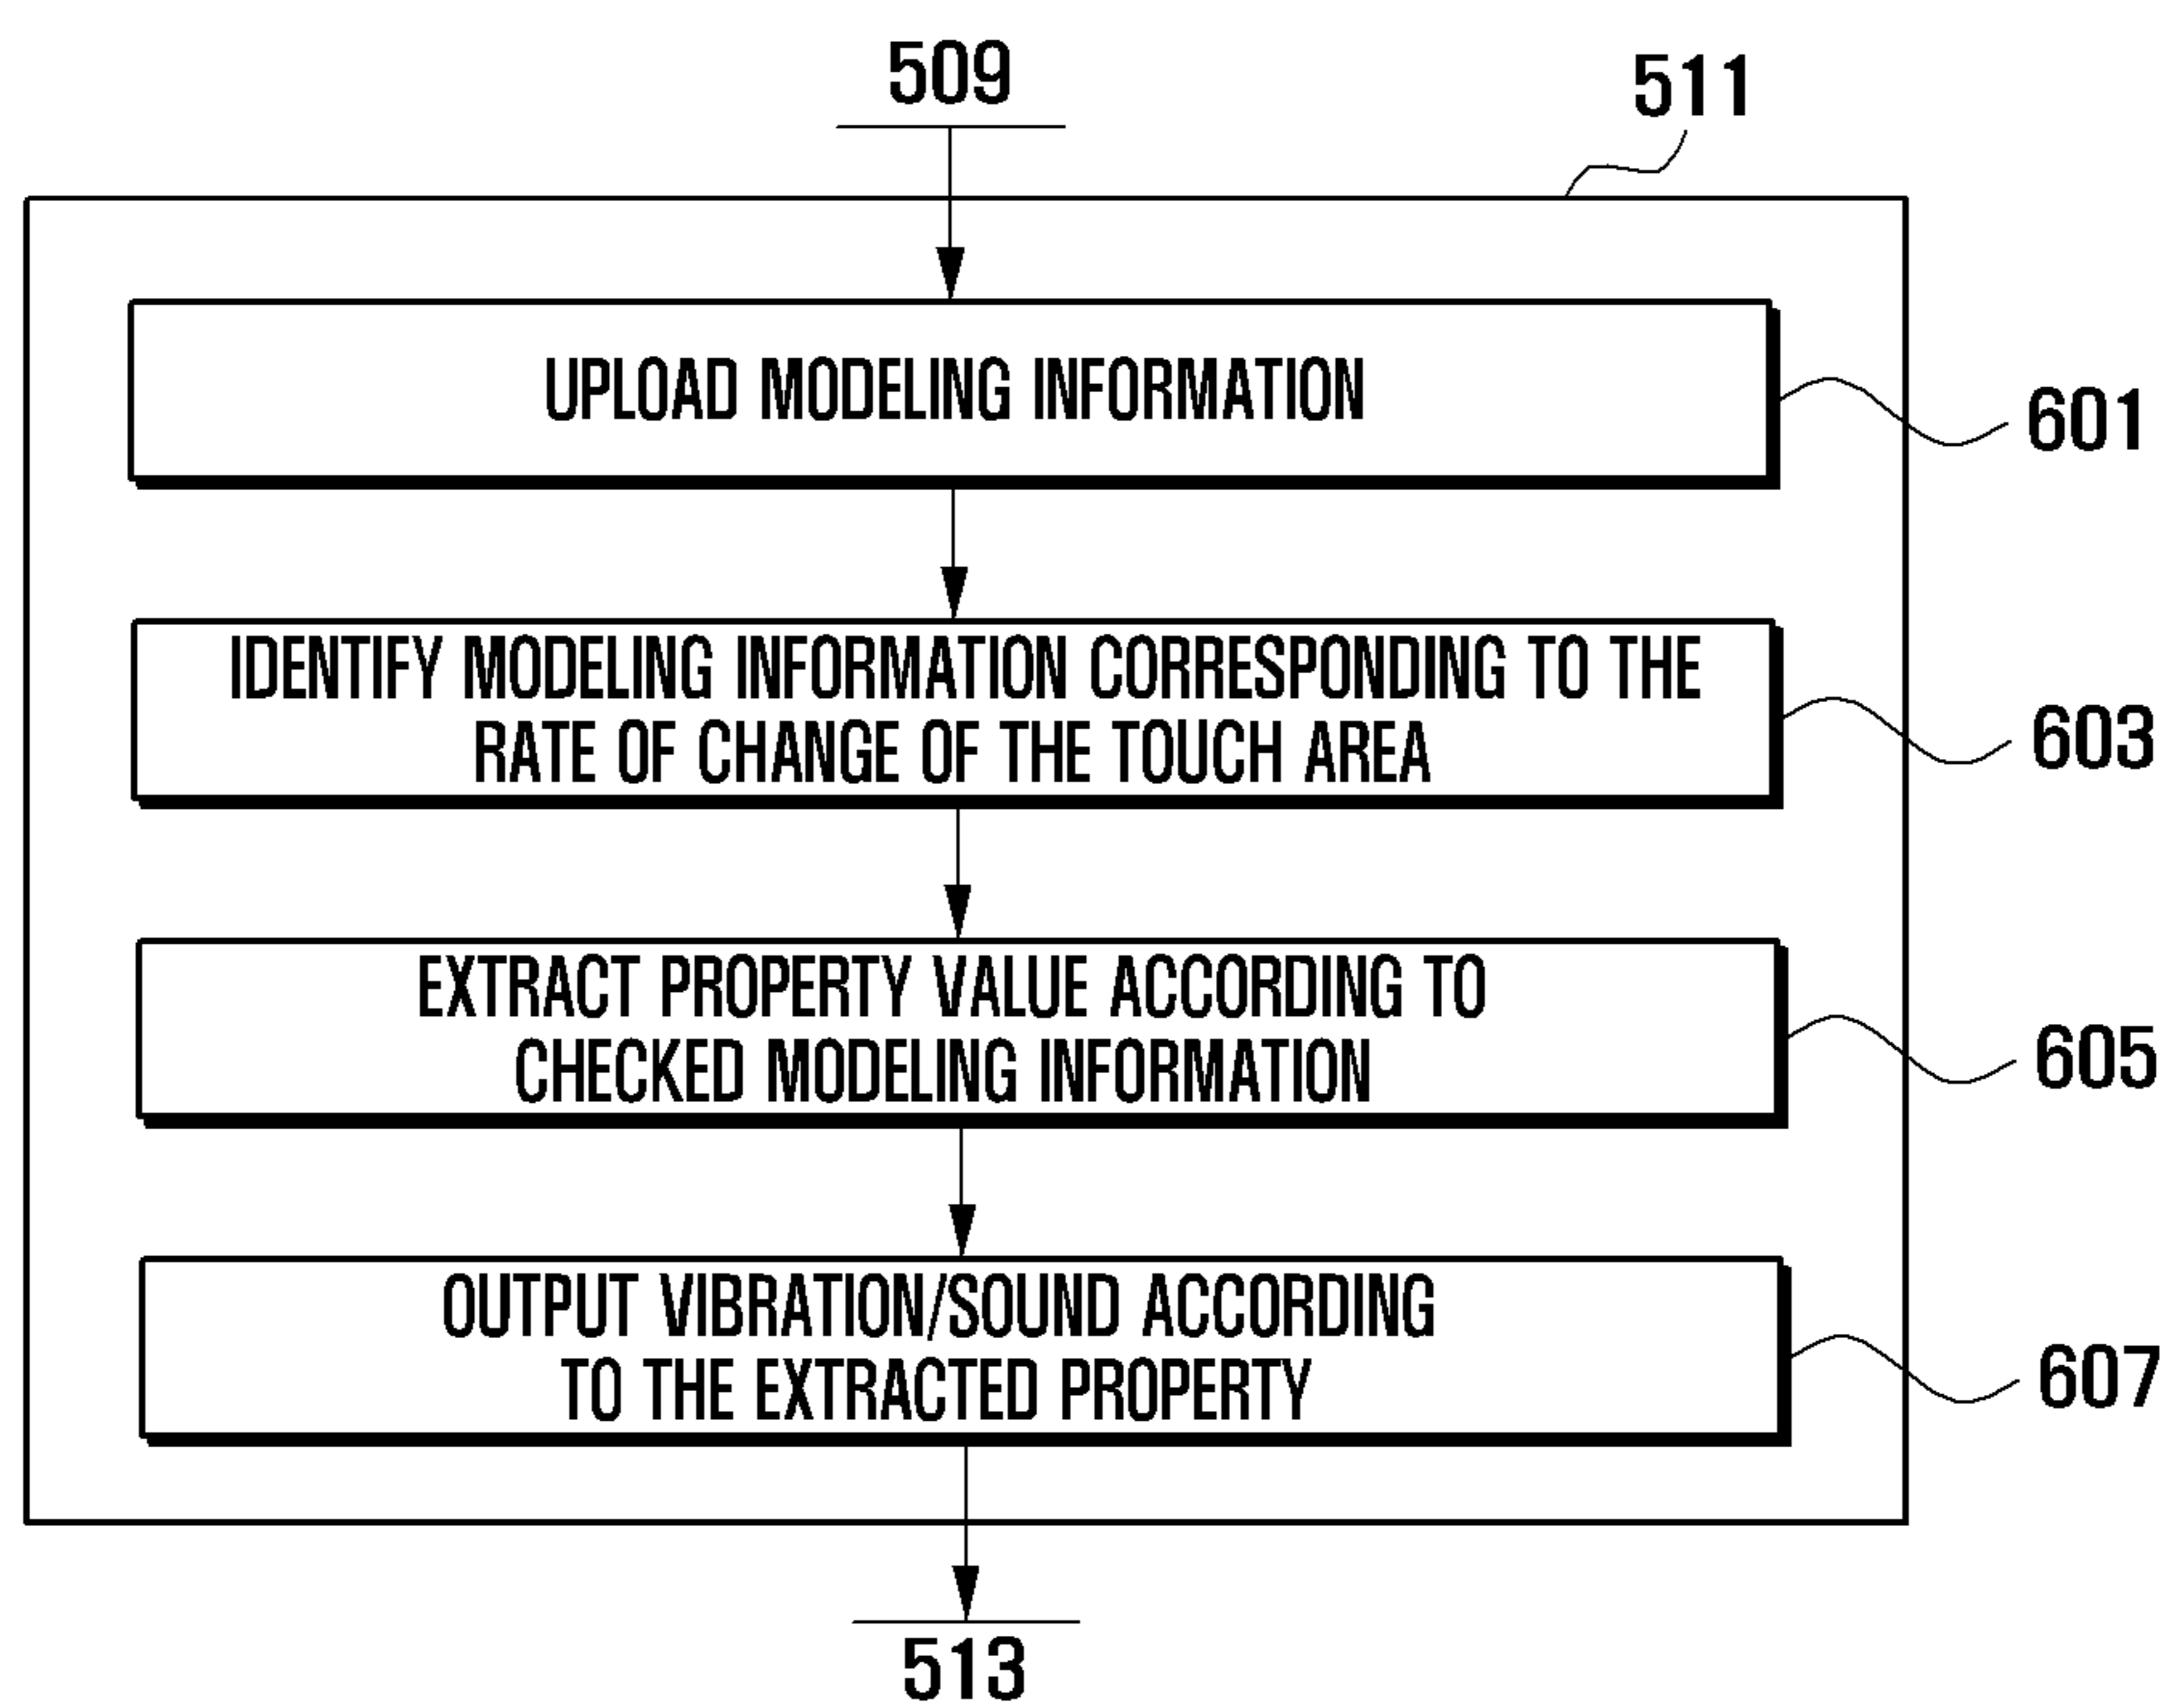 509
511
UPLOAD MODELING INFORMATION
601
IDENTIFY MODELING INFORMATION CORRESPONDING TO THE
RATE OF CHANGE OF THE TOUCH AREA
603
EXTRACT PROPERTY VALUE ACCORDING TO
CHECKED MODELING INFORMATION
605
OUTPUT VIBRATION/SOUND ACCORDING
TO THE EXTRACTED PROPERTY
607
513